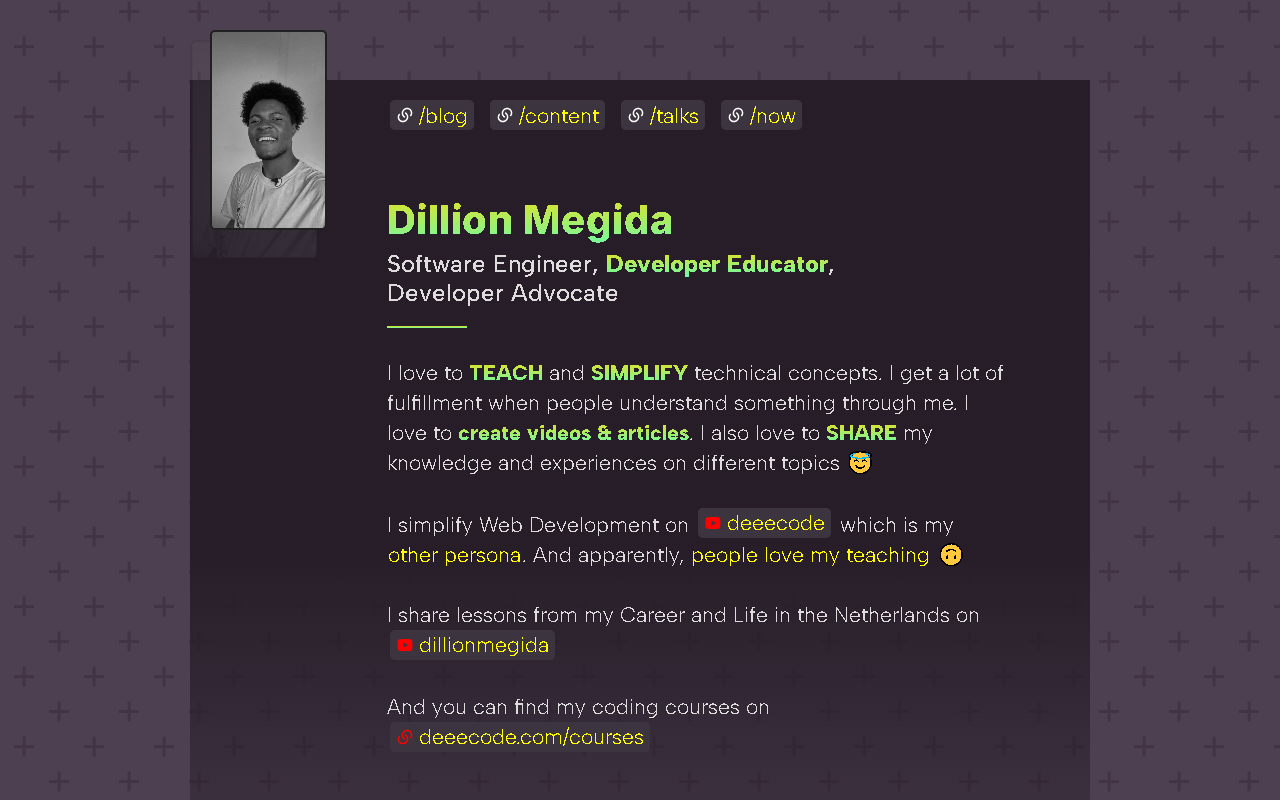 /blog /content /talks /now
Dillion Megida
Software Engineer, Developer Educator,
Developer Advocate
I love to TEACH and SIMPLIFY technical concepts. I get a lot of
fulfillment when people understand something through me. I
love to create videos & articles. I also love to SHARE my
knowledge and experiences on different topics 😇
I simplify Web Development on deeecode which is my
other persona. And apparently, people love my teaching 🙃
I share lessons from my Career and Life in the Netherlands on
dillionmegida
And you can find my coding courses on
deeecode.com/courses